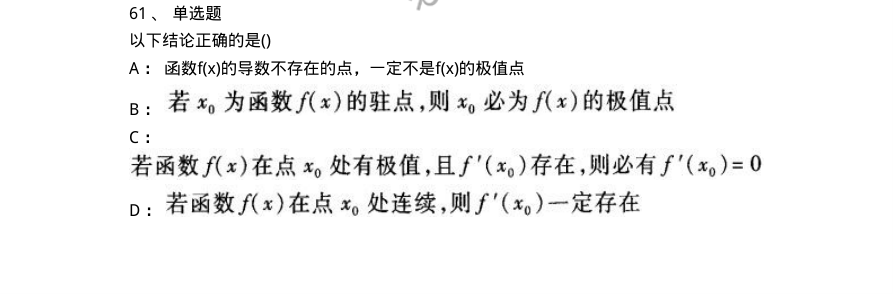 61 、 单选题
以下结论正确的是()
A： 函数f(x)的导数不存在的点，一定不是f(x)的极值点
B： 若 x₀ 为函数 f(x)的驻点,则 x₀ 必为 f(x)的极值点
C：
若函数 f(x)在点 x₀ 处有极值,且 f ′(x₀)存在,则必有 f ′(x₀)= 0
D： 若函数 f(x)在点 x₀ 处连续,则 f ′(x₀)一定存在